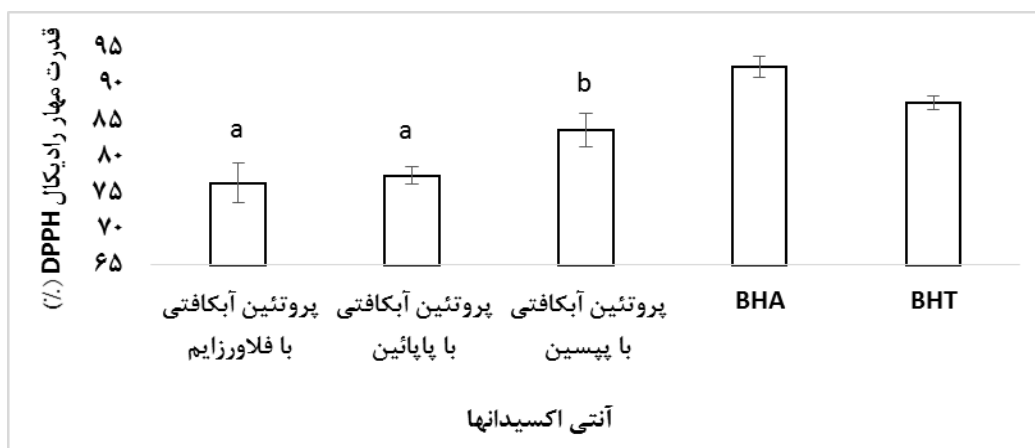 قدرت مهار رادیکال DPPH (٪)
۹۵
۹۰
۸۵
۸۰
۷۵
۷۰
۶۵
a
a
b
پروتئین آبکافتی
با فلاورزایم
پروتئین آبکافتی
با پاپائین
پروتئین آبکافتی
با پپسین
BHA
BHT
آنتی اکسیدانها